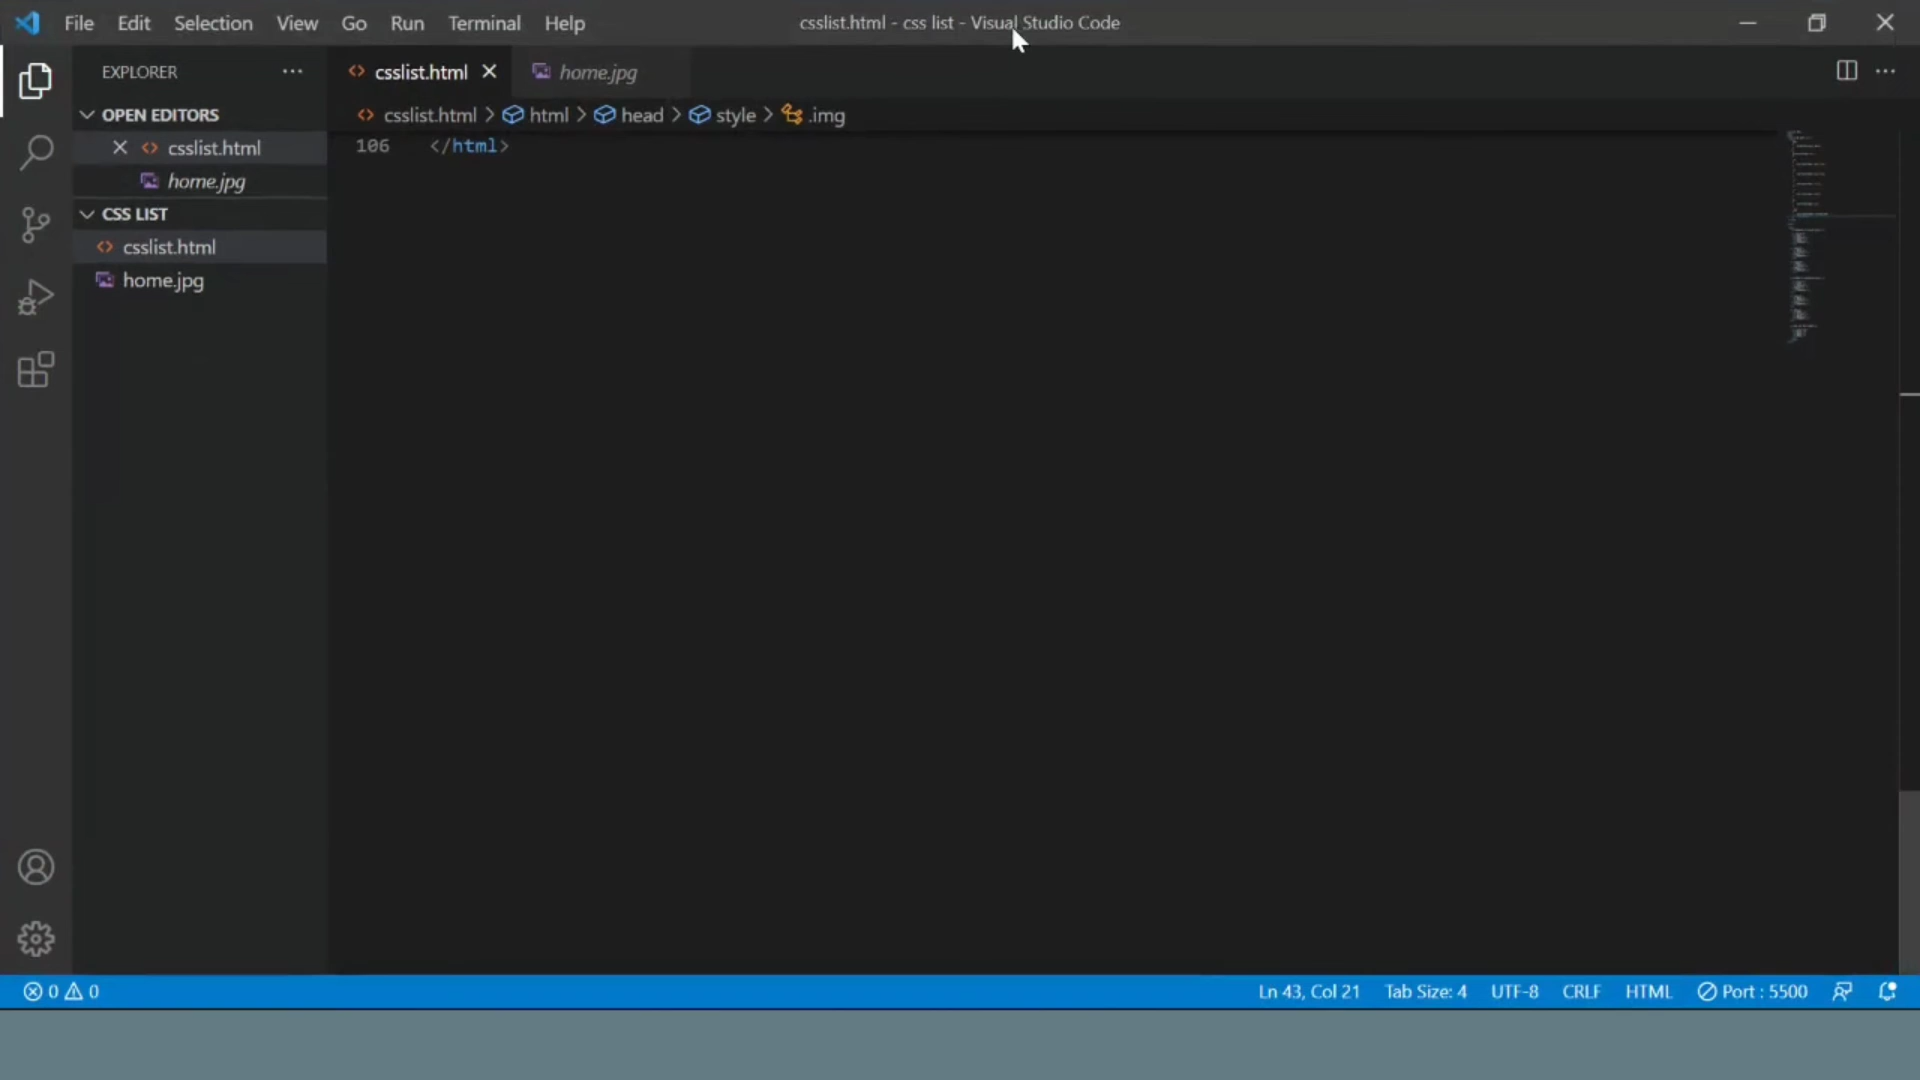 File Edit Selection View Go Run Terminal Help csslist.html - css list - Visual Studio Code
EXPLORER
csslist.html
home.jpg
OPEN EDITORS
csslist.html
home.jpg
CSS LIST
csslist.html
home.jpg
csslist.html > html > head > style > .img
106 </html>
0 0 Ln 43, Col 21 Tab Size: 4 UTF-8 CRLF HTML Port : 5500